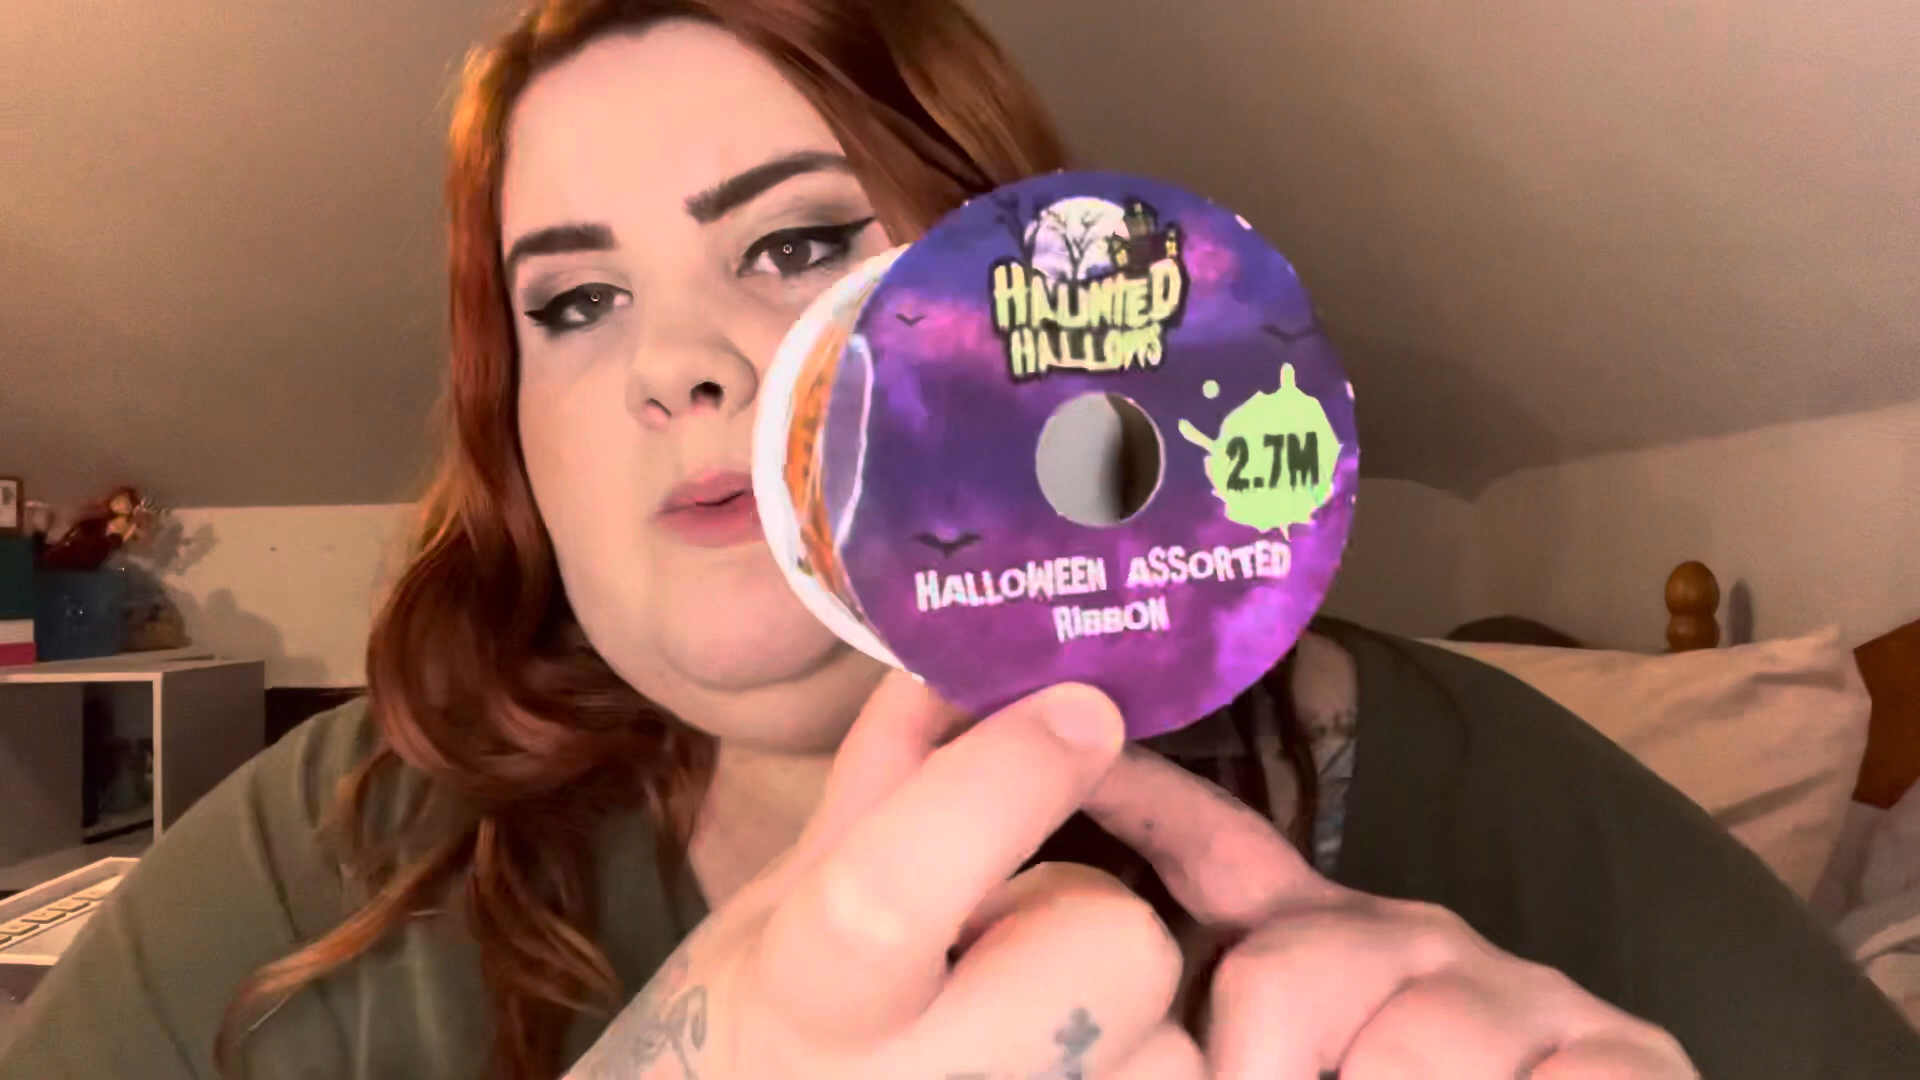 HAUNTED
HALLOWS
2.7M
HALLOWEEN ASSORTED
RIBBON